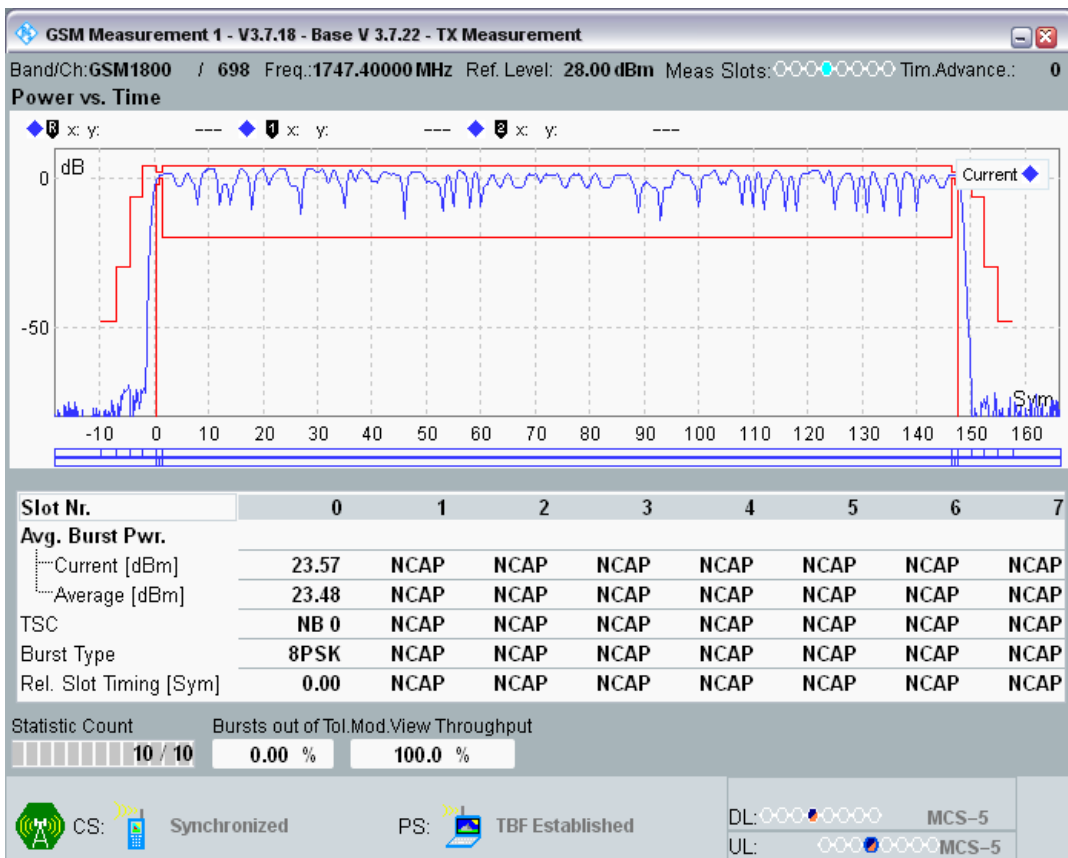 GSM Measurement 1 - V3.7.18 - Base V 3.7.22 - TX Measurement
Band/Ch:GSM1800 / 698 Freq.:1747.40000 MHz Ref. Level: 28.00 dBm Meas Slots: Tim.Advance.: 0
Power vs. Time
R x: y: --- 1 x: y: --- 2 x: y: ---
dB
Current
0
-50
Sym
-10 0 10 20 30 40 50 60 70 80 90 100 110 120 130 140 150 160
Slot Nr. 0 1 2 3 4 5 6 7
Avg. Burst Pwr.
Current [dBm] 23.57 NCAP NCAP NCAP NCAP NCAP NCAP NCAP
Average [dBm] 23.48 NCAP NCAP NCAP NCAP NCAP NCAP NCAP
TSC NB 0 NCAP NCAP NCAP NCAP NCAP NCAP NCAP
Burst Type 8PSK NCAP NCAP NCAP NCAP NCAP NCAP NCAP
Rel. Slot Timing [Sym] 0.00 NCAP NCAP NCAP NCAP NCAP NCAP NCAP
Statistic Count Bursts out of Tol.Mod.View Throughput
10 / 10 0.00 % 100.0 %
CS: Synchronized PS: TBF Established
DL: MCS-5
UL: MCS-5